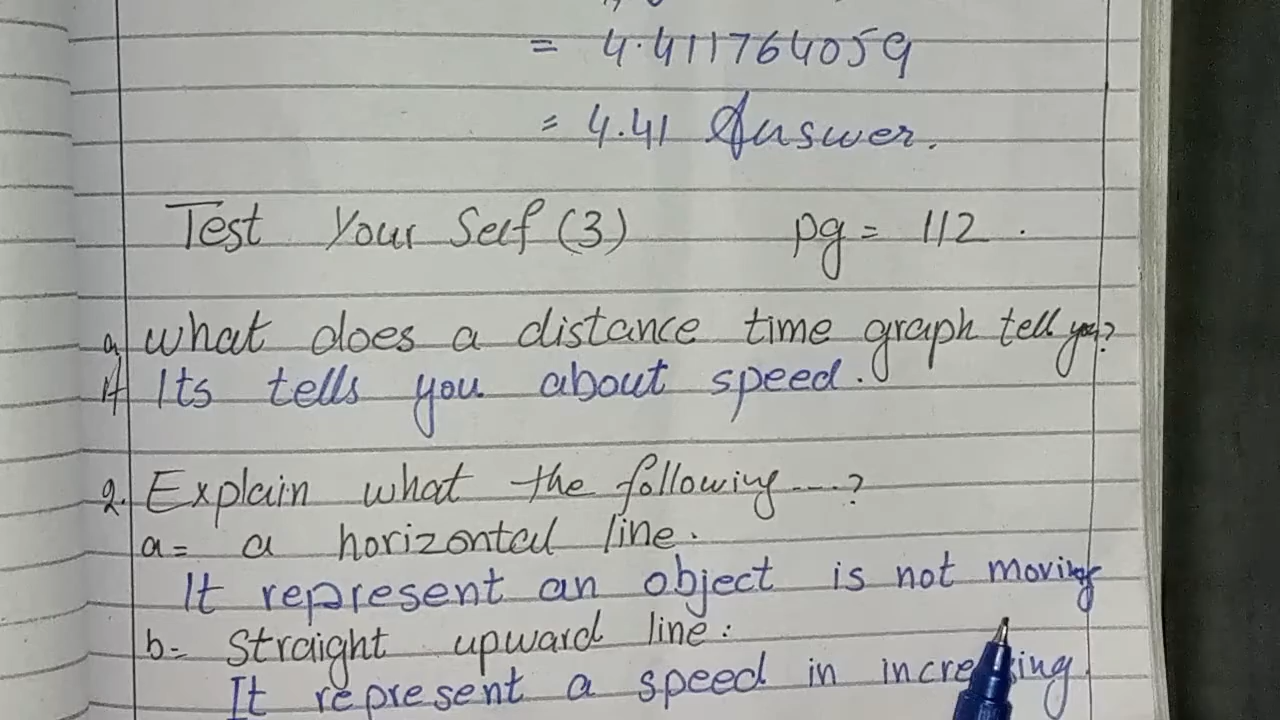 = 4.411764059
= 4.41 Answer.
Test Your Self (3) pg = 112 .
a, what does a distance time graph tell you?
Its tells you about speed.
2. Explain what the following ....?
a= a horizontal line.
It represent an object is not moving
b- Straight upward line:
It represent a speed in increasing